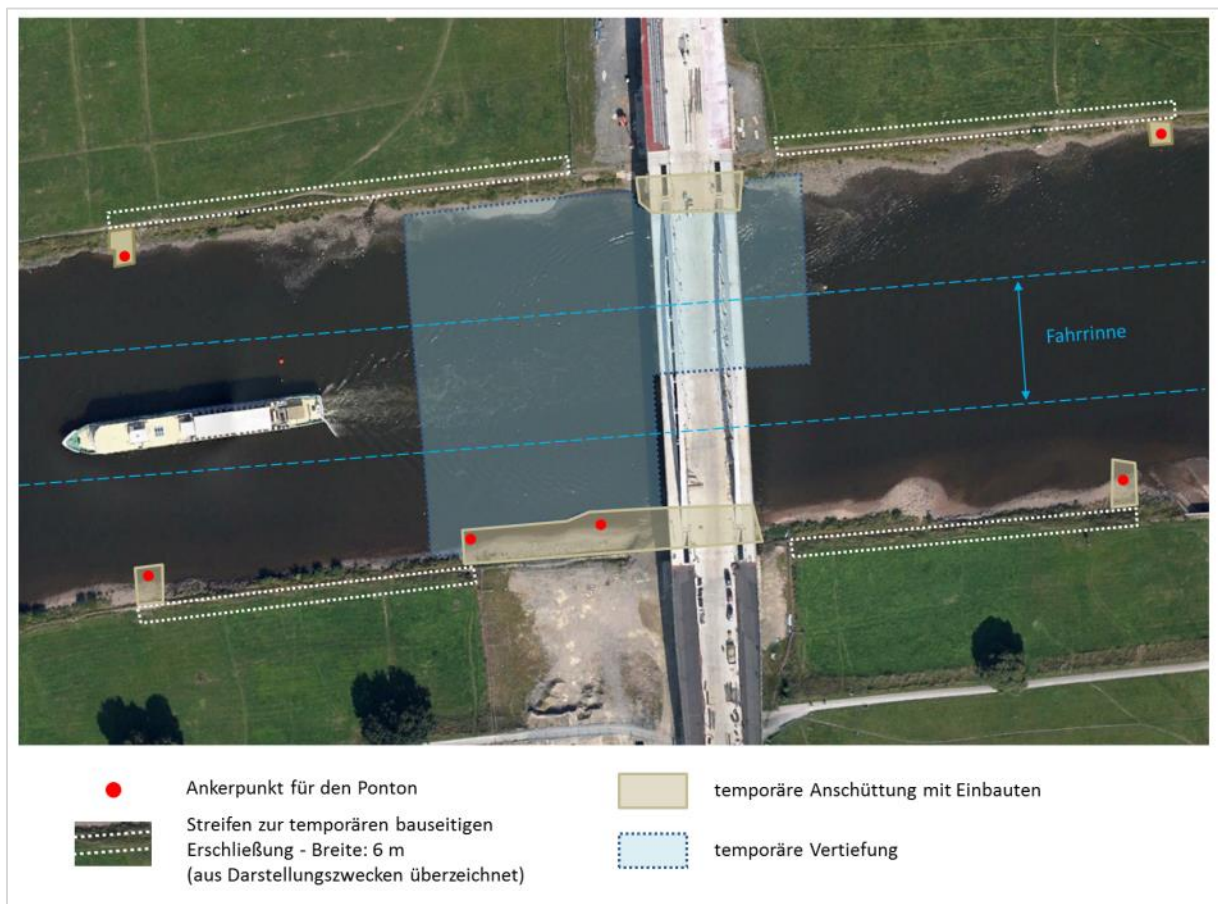 Fahrrinne
Ankerpunkt für den Ponton
Streifen zur temporären bauseitigen
Erschließung - Breite: 6 m
(aus Darstellungszwecken überzeichnet)
temporäre Anschüttung mit Einbauten
temporäre Vertiefung